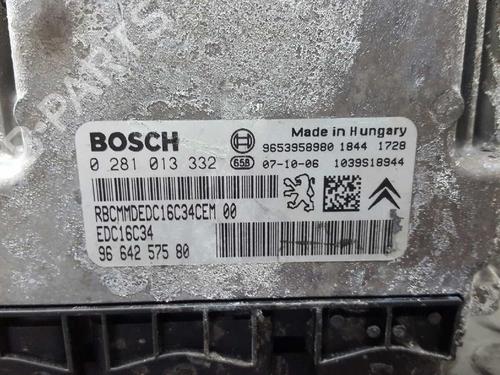 BOSCH
Made in Hungary
9653958980 1844 1728
0 281 013 332 658 07-10-06 1039S18944
RBCMMDEDC16C34CEM 00
EDC16C34
96 642 575 80